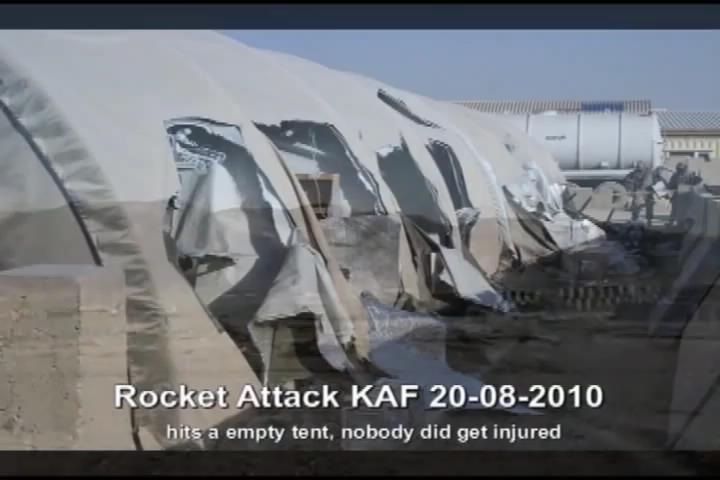 Rocket Attack KAF 20-08-2010
hits a empty tent, nobody did get injured